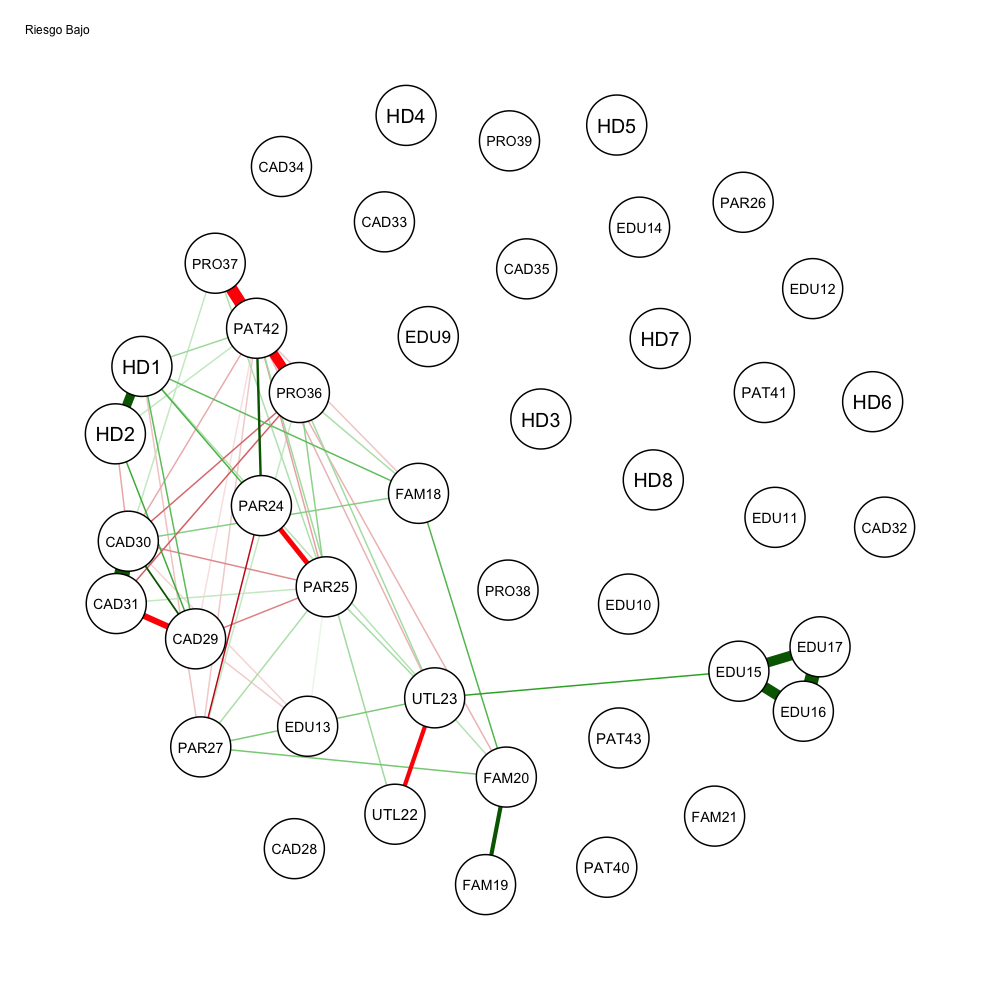 Riesgo Bajo
HD4
HD5
PRO39
CAD34
PAR26
CAD33
EDU14
PRO37
CAD35
EDU12
PAT42
EDU9
HD7
HD1
PRO36
PAT41
HD6
HD3
HD2
HD8
FAM18
PAR24
EDU11
CAD32
CAD30
PAR25
PRO38
CAD31
EDU10
CAD29
EDU17
EDU15
UTL23
EDU16
EDU13
PAT43
PAR27
FAM20
UTL22
FAM21
CAD28
PAT40
FAM19